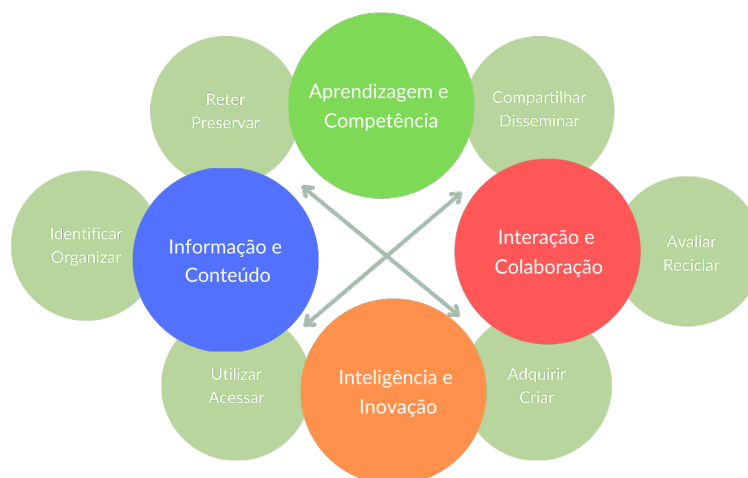 Reter
Preservar
Aprendizagem e
Competência
Compartilhar
Disseminar
Identificar
Organizar
Informação e
Conteúdo
Interação e
Colaboração
Avaliar
Reciclar
Utilizar
Acessar
Inteligência e
Inovação
Adquirir
Criar